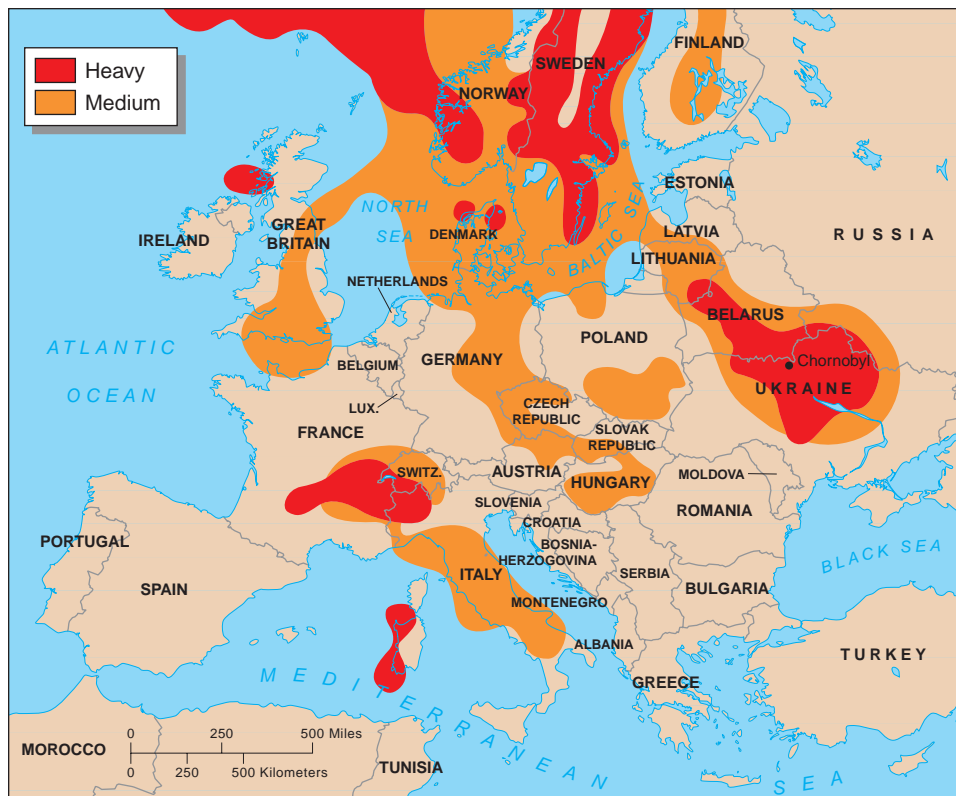 Heavy
Medium
FINLAND
SWEDEN
NORWAY
ESTONIA
NORTH
SEA
GREAT
BRITAIN
IRELAND
DENMARK
BALTIC SEA
LATVIA
LITHUANIA
RUSSIA
NETHERLANDS
BELARUS
ATLANTIC
OCEAN
BELGIUM
GERMANY
POLAND
Chornobyl
UKRAINE
LUX.
CZECH
REPUBLIC
SLOVAK
REPUBLIC
FRANCE
SWITZ.
AUSTRIA
HUNGARY
MOLDOVA
SLOVENIA
ROMANIA
CROATIA
PORTUGAL
BOSNIA-
HERZOGOVINA
BLACK SEA
SPAIN
ITALY
SERBIA
BULGARIA
MONTENEGRO
ALBANIA
TURKEY
GREECE
MEDITERRANEAN SEA
MOROCCO
0 250 500 Miles
0 250 500 Kilometers
TUNISIA